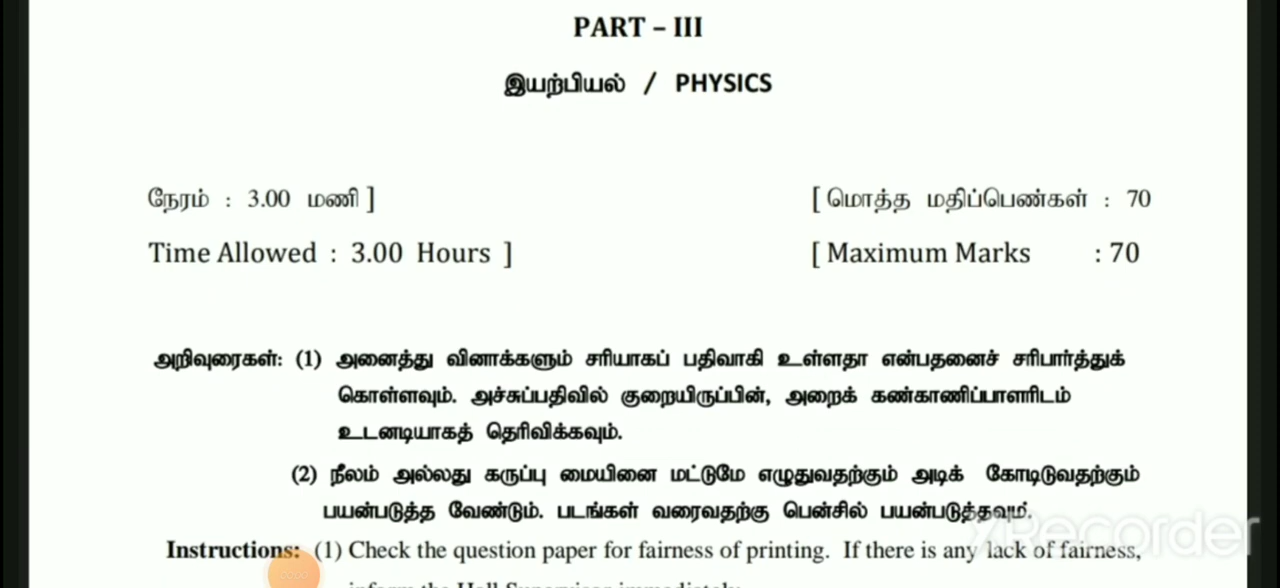 PART – III
இயற்பியல் / PHYSICS
நேரம் : 3.00 மணி ] [ மொத்த மதிப்பெண்கள் : 70
Time Allowed : 3.00 Hours ] [ Maximum Marks : 70
அறிவுரைகள்: (1) அனைத்து வினாக்களும் சரியாகப் பதிவாகி உள்ளதா என்பதனைச் சரிபார்த்துக்
கொள்ளவும். அச்சுப்பதிவில் குறையிருப்பின், அறைக் கண்காணிப்பாளரிடம்
உடனடியாகத் தெரிவிக்கவும்.
(2) நீலம் அல்லது கருப்பு மையினை மட்டுமே எழுதுவதற்கும் அடிக் கோடிடுவதற்கும்
பயன்படுத்த வேண்டும். படங்கள் வரைவதற்கு பென்சில் பயன்படுத்தவும்.
XRecorder
Instructions: (1) Check the question paper for fairness of printing. If there is any lack of fairness,
inform the Hall Supervisor immediately.